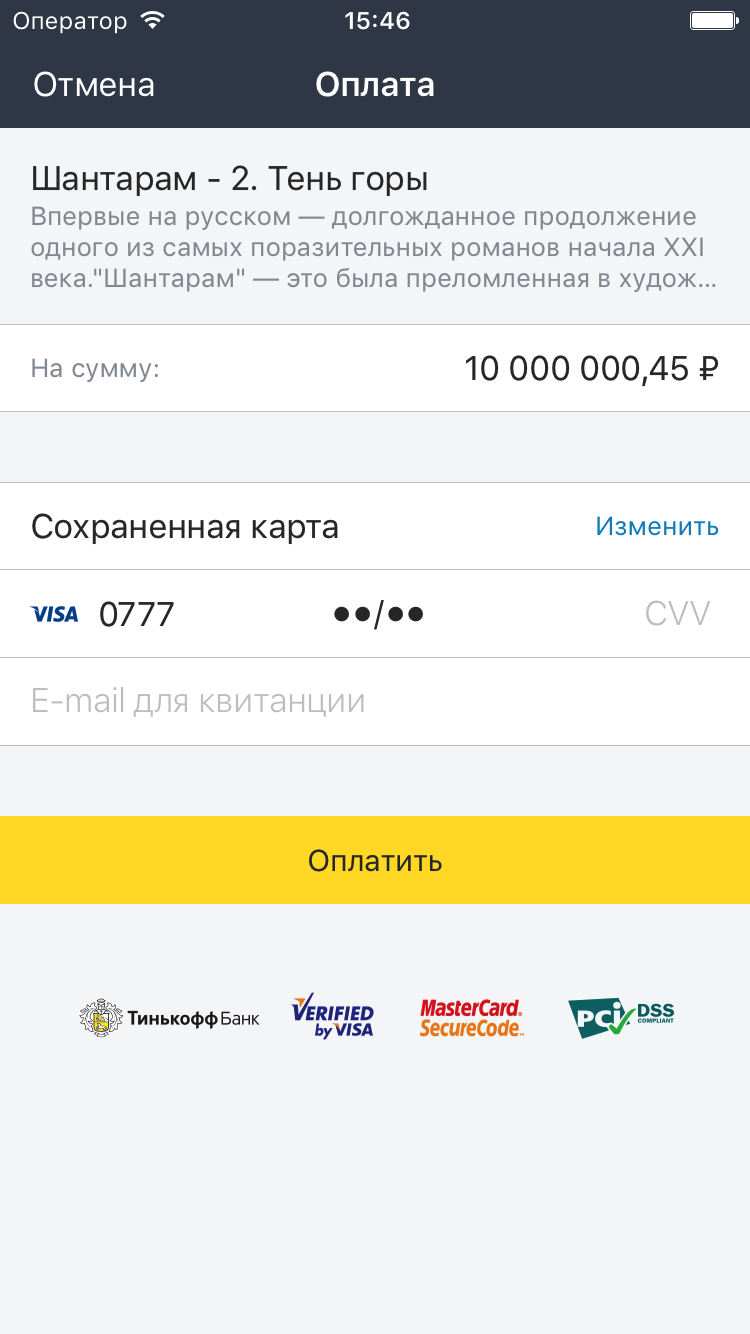 Оператор 15:46
Отмена Оплата
Шантарам - 2. Тень горы
Впервые на русском — долгожданное продолжение
одного из самых поразительных романов начала XXI
века."Шантарам" — это была преломленная в худож...
На сумму: 10 000 000,45 ₽
Сохраненная карта Изменить
VISA 0777 ●●/●● CVV
E-mail для квитанции
Оплатить
Тинькофф Банк
VERIFIED
by VISA
MasterCard.
SecureCode.™
PCI DSS
COMPLIANT